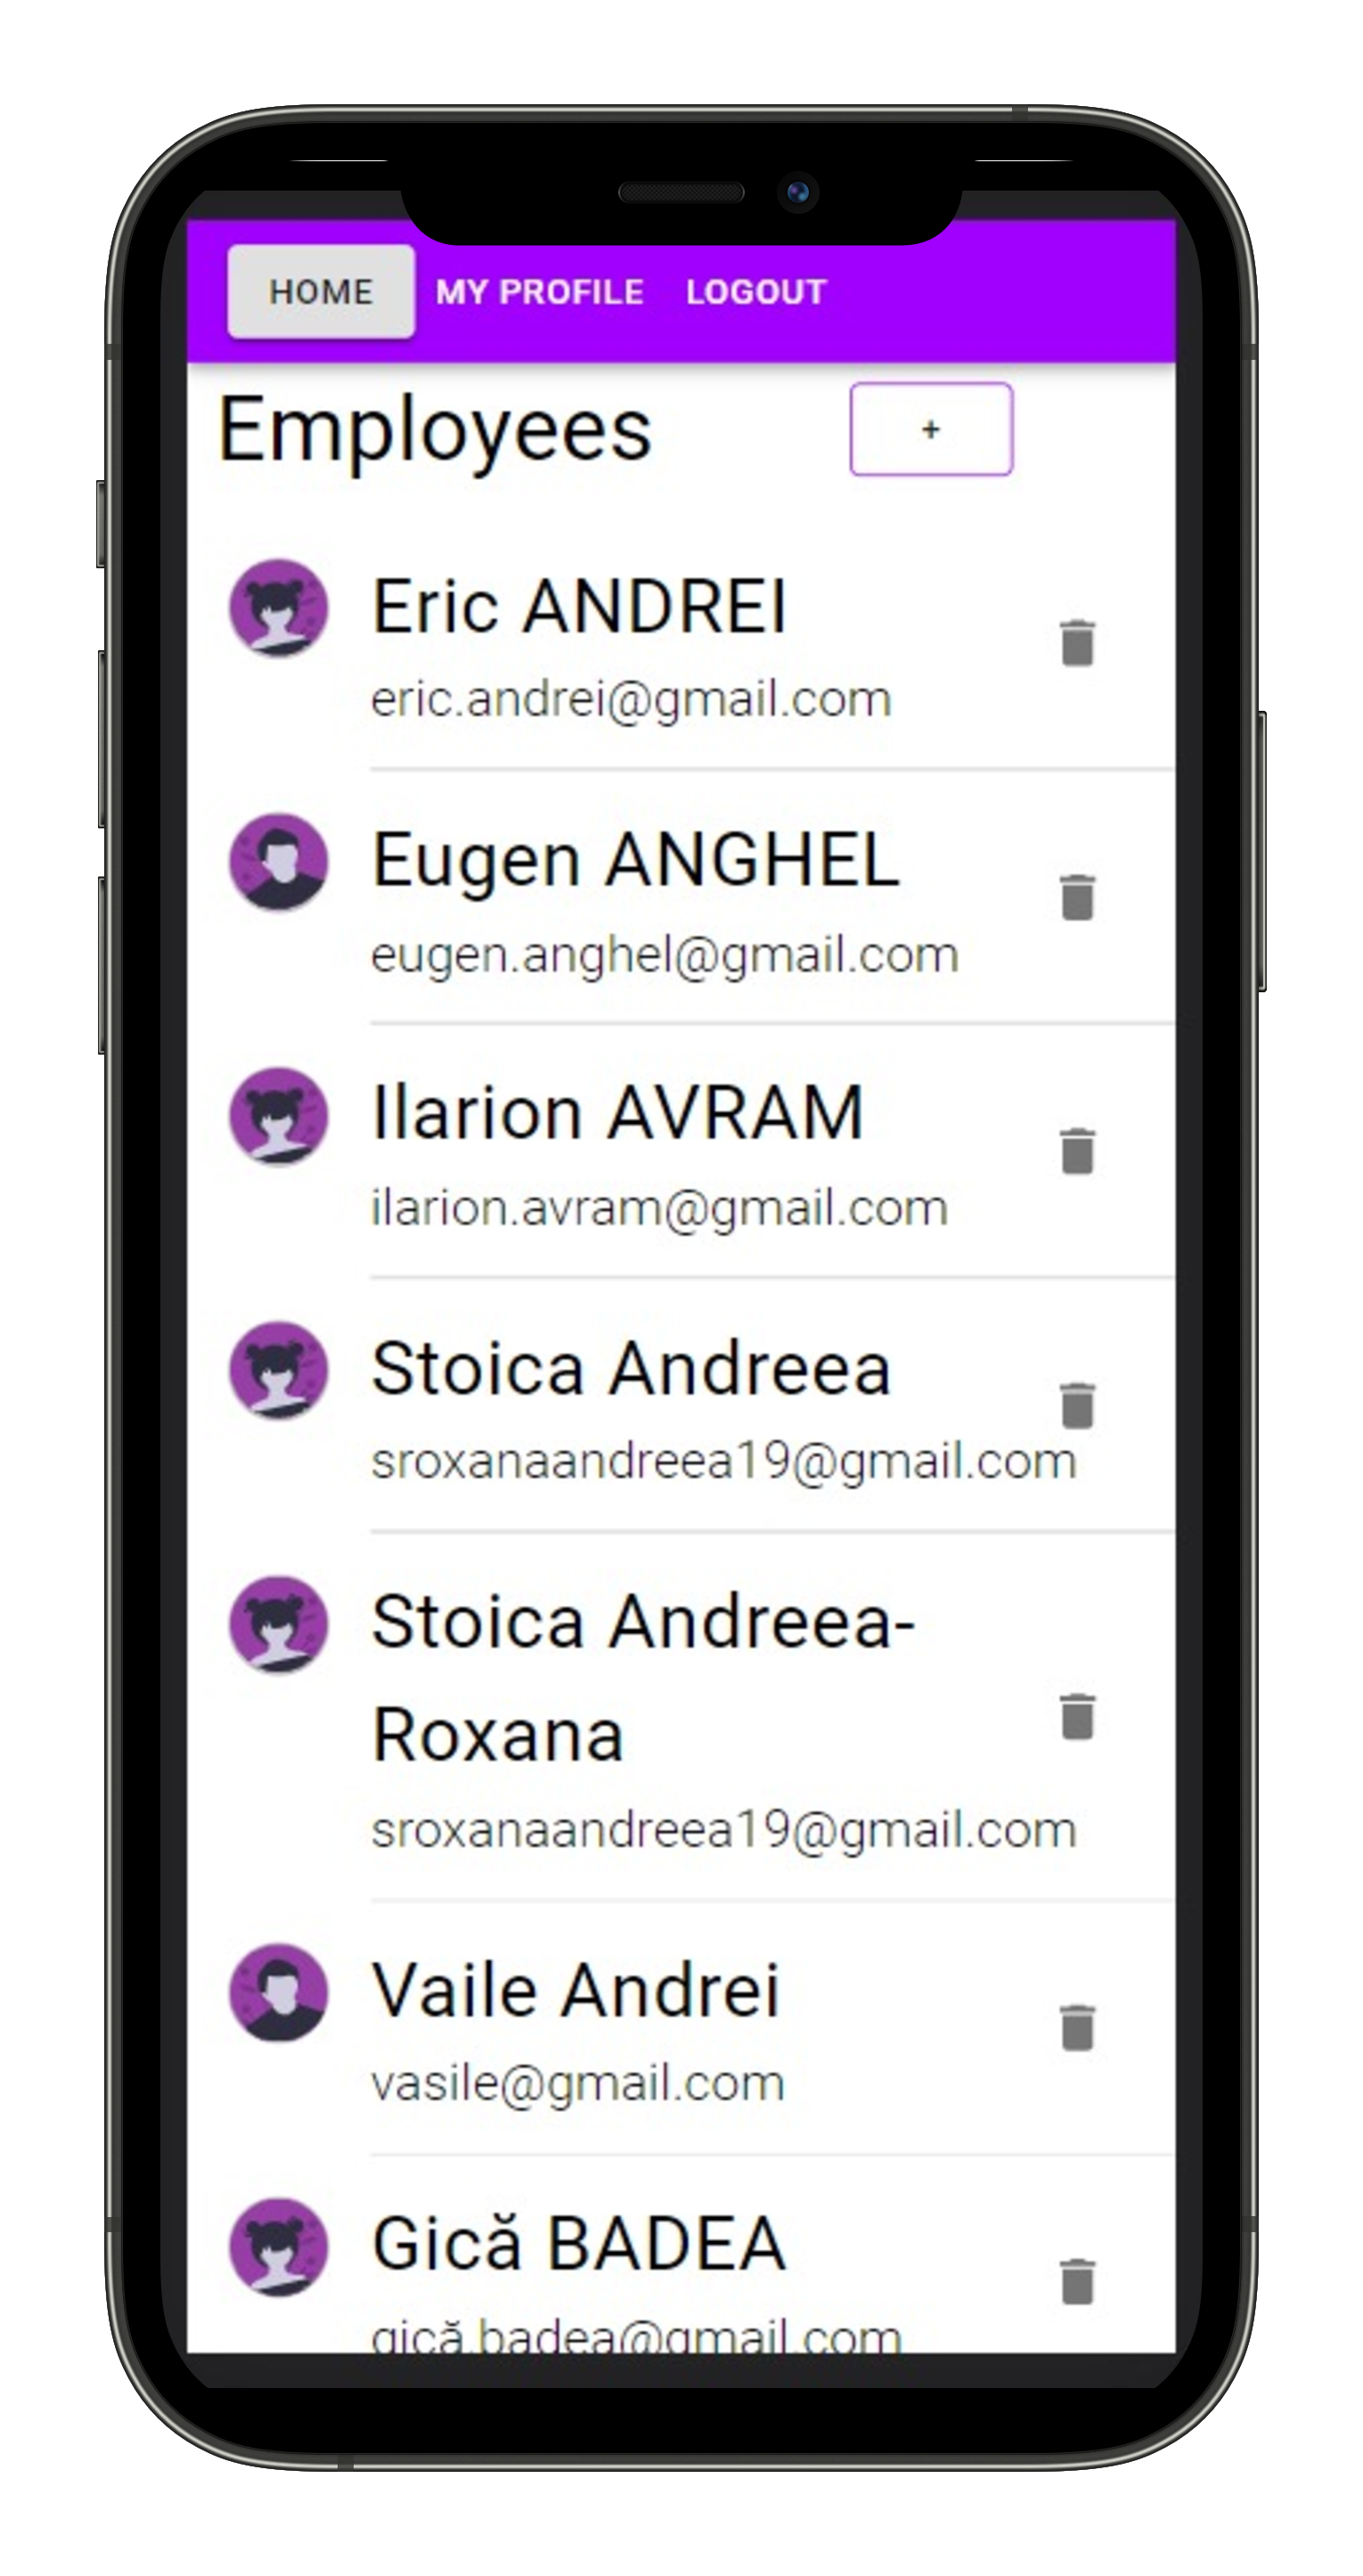 HOME MY PROFILE LOGOUT
Employees +
Eric ANDREI
eric.andrei@gmail.com
Eugen ANGHEL
eugen.anghel@gmail.com
Ilarion AVRAM
ilarion.avram@gmail.com
Stoica Andreea
sroxanaandreea19@gmail.com
Stoica Andreea-
Roxana
sroxanaandreea19@gmail.com
Vaile Andrei
vasile@gmail.com
Gică BADEA
gică.badea@gmail.com